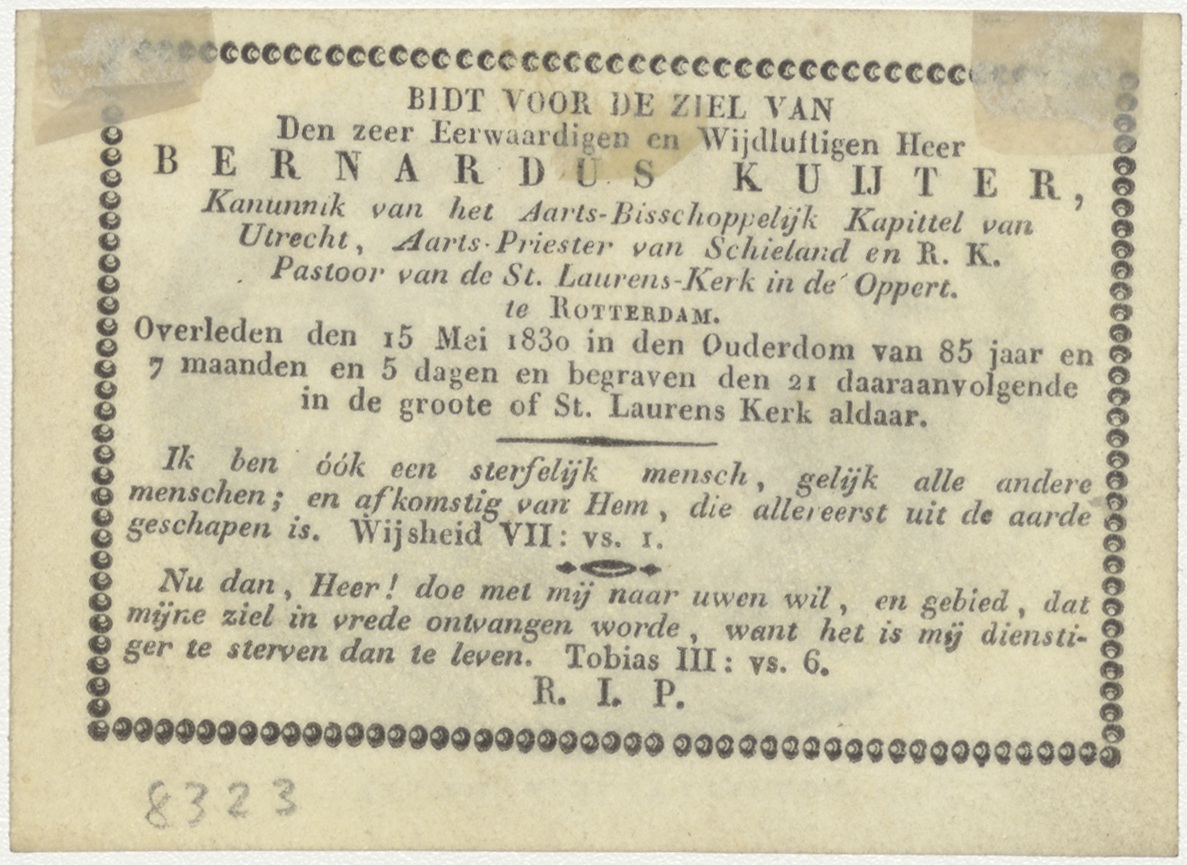 BIDT VOOR DE ZIEL VAN
Den zeer Eerwaardigen en Wijdluftigen Heer
BERNARDUS KUIJTER,
Kanunnik van het Aarts-Bisschoppelijk Kapittel van
Utrecht, Aarts-Priester van Schieland en R. K.
Pastoor van de St. Laurens-Kerk in de Oppert.
te ROTTERDAM.
Overleden den 15 Mei 1830 in den Ouderdom van 85 jaar en
7 maanden en 5 dagen en begraven den 21 daaraanvolgende
in de groote of St. Laurens Kerk aldaar.
Ik ben óók een sterfelijk mensch, gelijk alle andere
menschen; en afkomstig van Hem, die allereerst uit de aarde
geschapen is. Wijsheid VII: vs. 1.
Nu dan, Heer! doe met mij naar uwen wil, en gebied, dat
mijne ziel in vrede ontvangen worde, want het is mij diensti-
ger te sterven dan te leven. Tobias III: vs. 6.
R. I. P.
8323